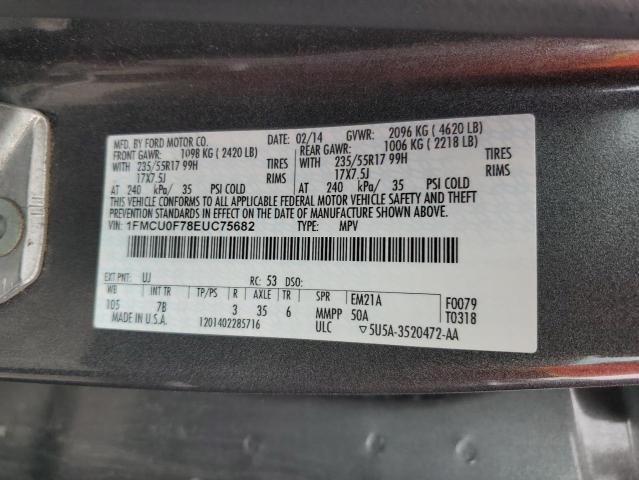 MFD. BY FORD MOTOR CO. 02/14 GVWR: 2096 KG ( 4620 LB)
FRONT GAWR: 1098 KG ( 2420 LB) REAR GAWR: 1006 KG ( 2218 LB)
WITH 235/55R17 99H TIRES WITH 235/55R17 99H TIRES
17X7.5J RIMS 17X7.5J RIMS
AT 240 kPa/ 35 PSI COLD AT 240 kPa/ 35 PSI COLD
THIS VEHICLE CONFORMS TO ALL APPLICABLE FEDERAL MOTOR VEHICLE SAFETY AND THEFT
PREVENTION STANDARDS IN EFFECT ON THE DATE OF MANUFACTURE SHOWN ABOVE.
VIN: 1FMCU0F78EUC75682 TYPE: MPV
EXT PNT: UJ RC: 53 DSO:
WB INT TR TP/PS R AXLE TR SPR EM21A F0079
105 7B 3 35 6 MMPP 50A T0318
MADE IN U.S.A. 1201402285716 ULC ▽5U5A-3520472-AA